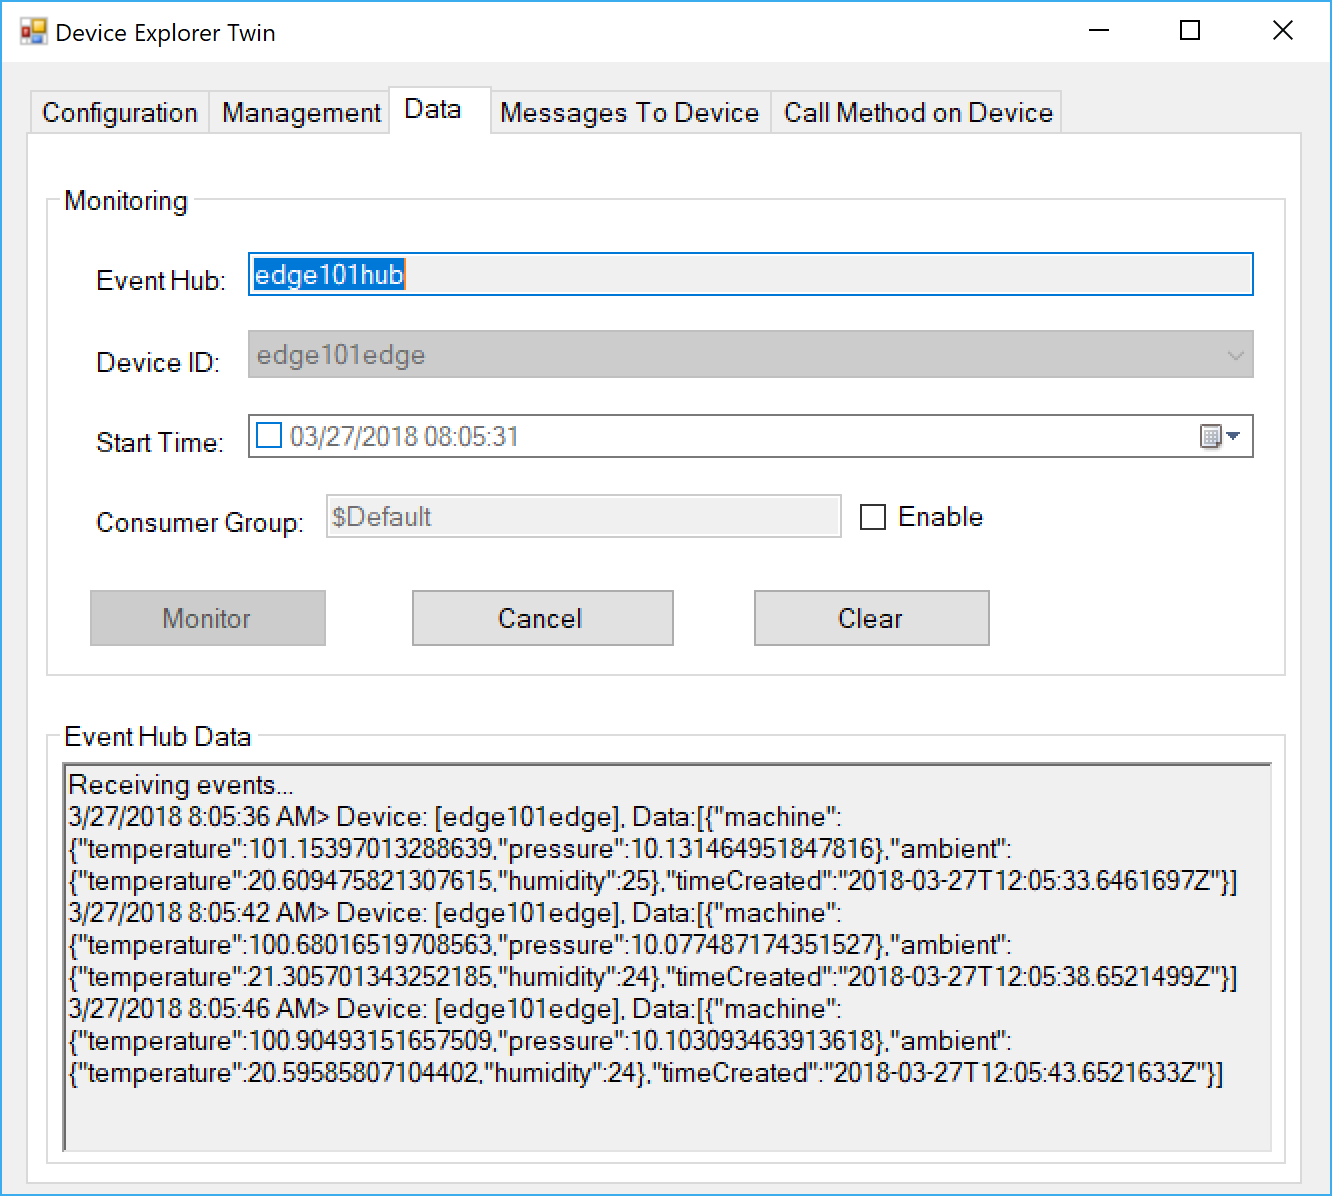 Device Explorer Twin
Configuration Management Data Messages To Device Call Method on Device
Monitoring
Event Hub: edge101hub
Device ID: edge101edge
Start Time: 03/27/2018 08:05:31
Consumer Group: $Default Enable
Monitor Cancel Clear
Event Hub Data
Receiving events...
3/27/2018 8:05:36 AM> Device: [edge101edge], Data:[{"machine":
{"temperature":101.15397013288639,"pressure":10.131464951847816},"ambient":
{"temperature":20.609475821307615,"humidity":25},"timeCreated":"2018-03-27T12:05:33.6461697Z"}]
3/27/2018 8:05:42 AM> Device: [edge101edge], Data:[{"machine":
{"temperature":100.68016519708563,"pressure":10.077487174351527},"ambient":
{"temperature":21.305701343252185,"humidity":24},"timeCreated":"2018-03-27T12:05:38.6521499Z"}]
3/27/2018 8:05:46 AM> Device: [edge101edge], Data:[{"machine":
{"temperature":100.90493151657509,"pressure":10.103093463913618},"ambient":
{"temperature":20.59585807104402,"humidity":24},"timeCreated":"2018-03-27T12:05:43.6521633Z"}]